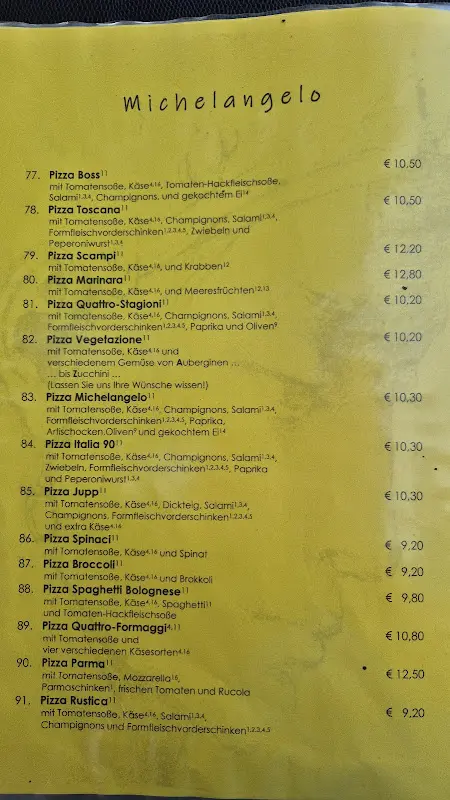 Michelangelo
77. Pizza Boss¹¹ € 10,50
mit Tomatensoße, Käse⁴,¹⁶, Tomaten-Hackfleischsoße,
Salami¹,³,⁴, Champignons, und gekochtem Ei¹⁴
78. Pizza Toscana¹¹ € 10,50
mit Tomatensoße, Käse⁴,¹⁶, Champignons, Salami¹,³,⁴,
Formfleischvorderschinken¹,²,³,⁴,⁵, Zwiebeln und
Peperoniwurst¹,³,⁴
79. Pizza Scampi¹¹ € 12,20
mit Tomatensoße, Käse⁴,¹⁶, und Krabben¹²
80. Pizza Marinara¹¹ € 12,80
mit Tomatensoße, Käse⁴,¹⁶, und Meeresfrüchten¹²,¹³
81. Pizza Quattro-Stagioni¹¹ € 10,20
mit Tomatensoße, Käse⁴,¹⁶, Champignons, Salami¹,³,⁴,
Formfleischvorderschinken¹,²,³,⁴,⁵, Paprika und Oliven⁹
82. Pizza Vegetazione¹¹ € 10,20
mit Tomatensoße, Käse⁴,¹⁶ und
verschiedenem Gemüse von Auberginen ...
... bis Zucchini ...
(Lassen Sie uns Ihre Wünsche wissen!)
83. Pizza Michelangelo¹¹ € 10,30
mit Tomatensoße, Käse⁴,¹⁶, Champignons, Salami¹,³,⁴,
Formfleischvorderschinken¹,²,³,⁴,⁵, Paprika,
Artischocken,Oliven⁹ und gekochtem Ei¹⁴
84. Pizza Italia 90¹¹ € 10,30
mit Tomatensoße, Käse⁴,¹⁶, Champignons, Salami¹,³,⁴,
Zwiebeln, Formfleischvorderschinken¹,²,³,⁴,⁵, Paprika
und Peperoniwurst¹,³,⁴
85. Pizza Jupp¹¹ € 10,30
mit Tomatensoße, Käse⁴,¹⁶, Dickteig, Salami¹,³,⁴,
Champignons, Formfleischvorderschinken¹,²,³,⁴,⁵
und extra Käse⁴,¹⁶
86. Pizza Spinaci¹¹ € 9,20
mit Tomatensoße, Käse⁴,¹⁶ und Spinat
87. Pizza Broccoli¹¹ € 9,20
mit Tomatensoße, Käse⁴,¹⁶ und Brokkoli
88. Pizza Spaghetti Bolognese¹¹ € 9,80
mit Tomatensoße, Käse⁴,¹⁶, Spaghetti¹¹
und Tomaten-Hackfleischsoße
89. Pizza Quattro-Formaggi⁴,¹¹ € 10,80
mit Tomatensoße und
vier verschiedenen Käsesorten⁴,¹⁶
90. Pizza Parma¹¹ € 12,50
mit Tomatensoße, Mozzarella¹⁶,
Parmaschinken¹, frischen Tomaten und Rucola
91. Pizza Rustica¹¹ € 9,20
mit Tomatensoße, Käse⁴,¹⁶, Salami¹,³,⁴,
Champignons und Formfleischvorderschinken¹,²,³,⁴,⁵